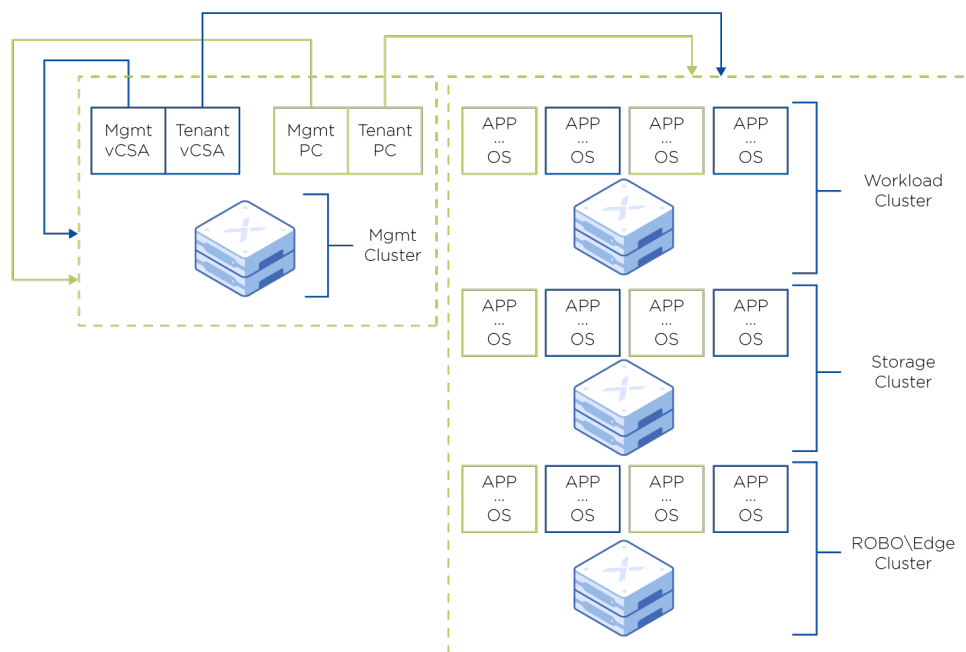 Mgmt
vCSA
Tenant
vCSA
Mgmt
PC
Tenant
PC
Mgmt
Cluster
APP
...
OS
APP
...
OS
APP
...
OS
APP
...
OS
Workload
Cluster
APP
...
OS
APP
...
OS
APP
...
OS
APP
...
OS
Storage
Cluster
APP
...
OS
APP
...
OS
APP
...
OS
APP
...
OS
ROBO\Edge
Cluster